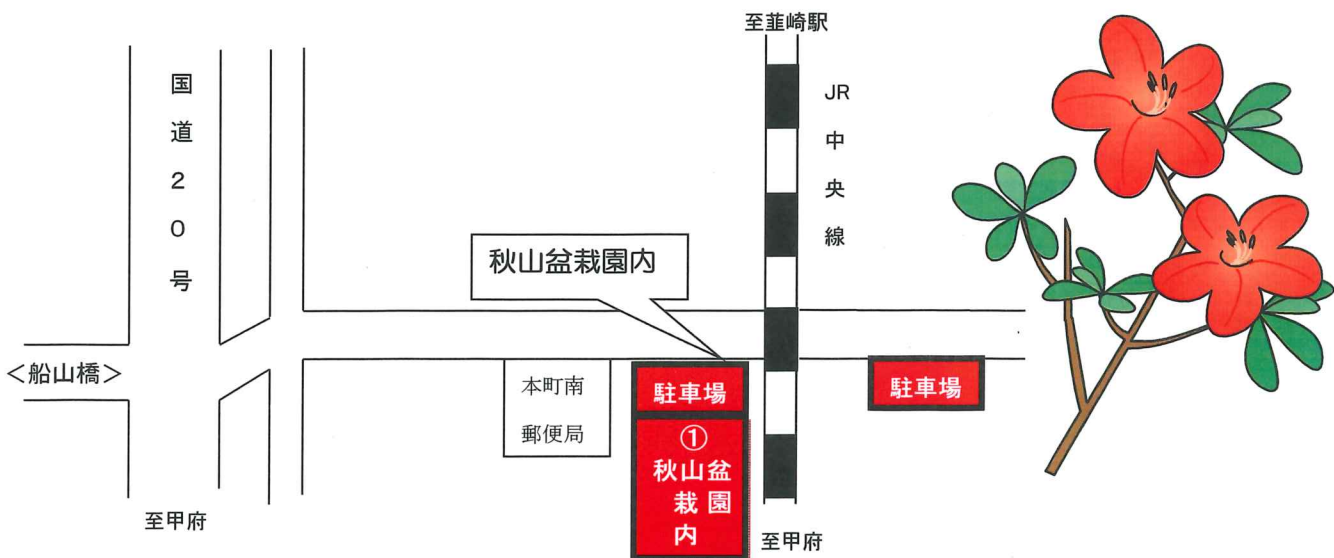 至韮崎駅
国道20号
JR中央線
秋山盆栽園内
<船山橋>
本町南
郵便局
駐車場
駐車場
①
秋山盆
栽園
内
至甲府
至甲府